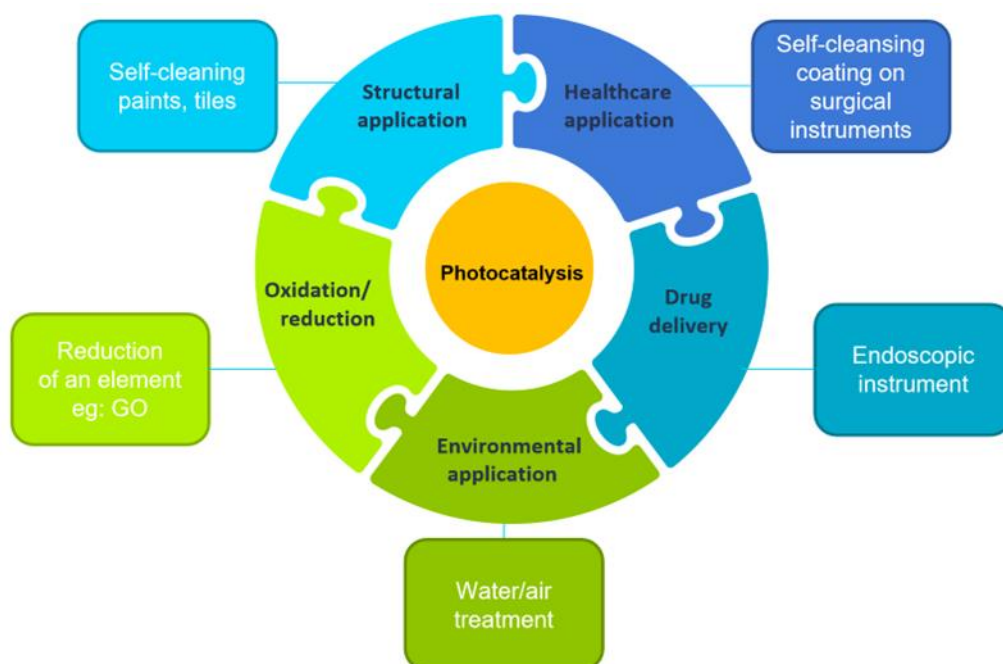 Self-cleaning
paints, tiles
Structural
application
Healthcare
application
Self-cleansing
coating on
surgical
instruments
Oxidation/
reduction
Photocatalysis
Drug
delivery
Reduction
of an element
eg: GO
Endoscopic
instrument
Environmental
application
Water/air
treatment